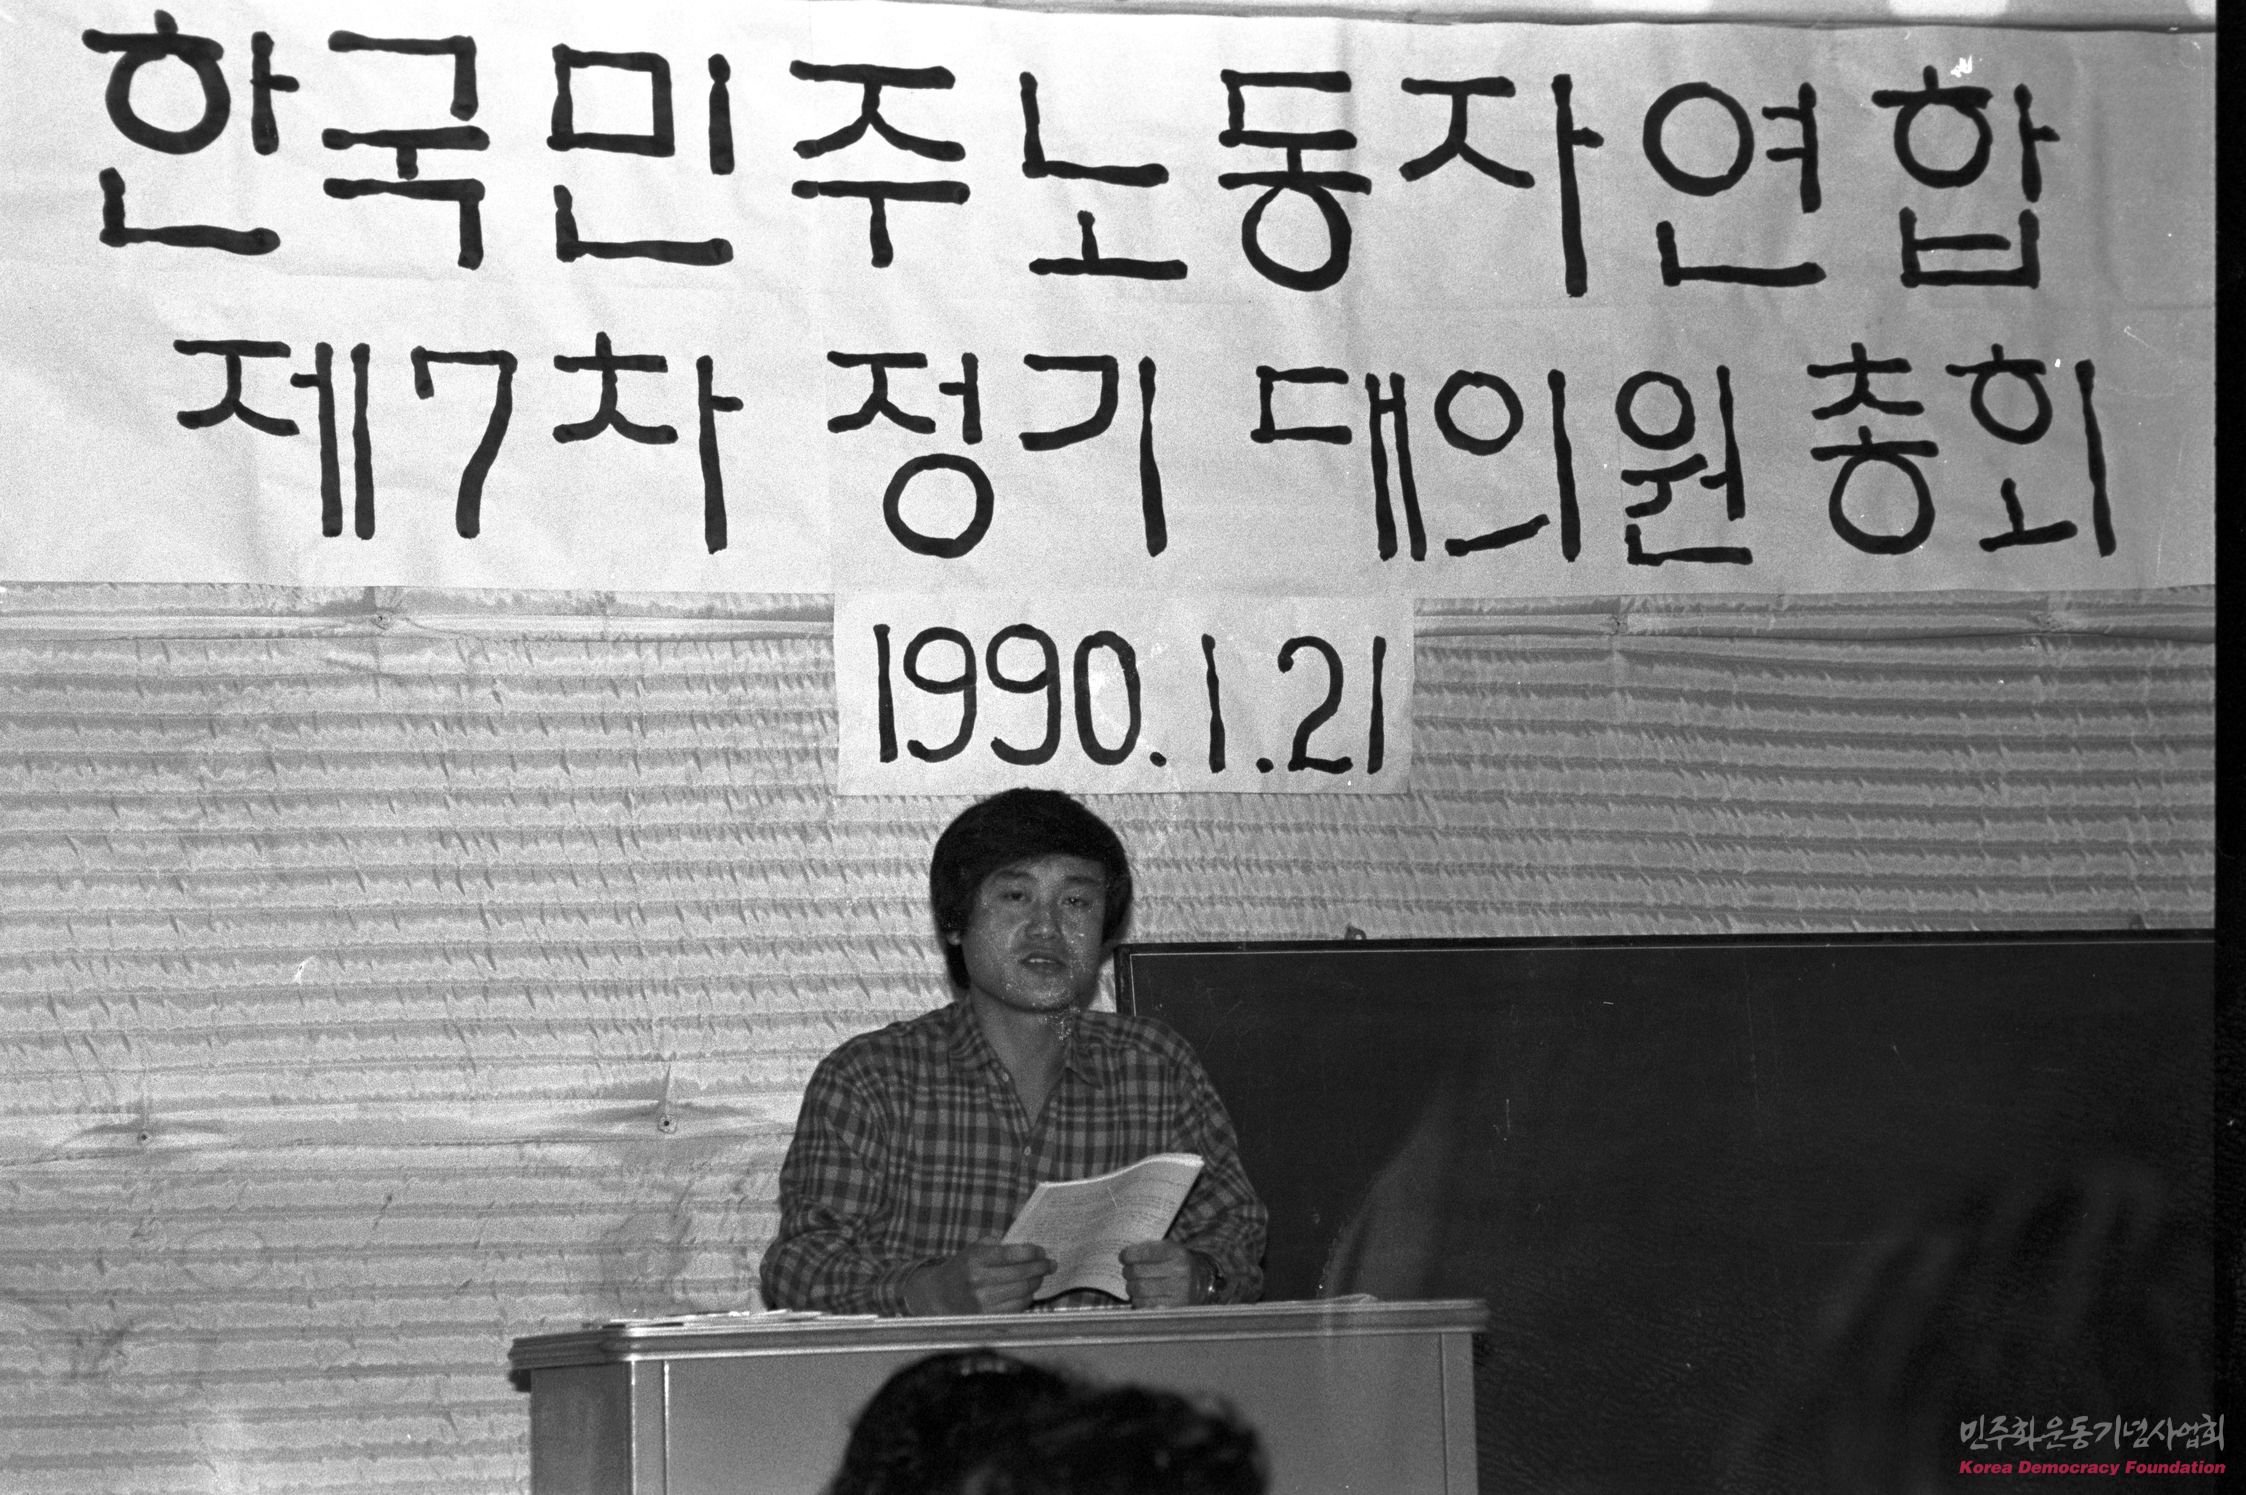 한국민주노동자연합
제7차 정기 대의원 총회
1990.1.21
민주화운동기념사업회
Korea Democracy Foundation